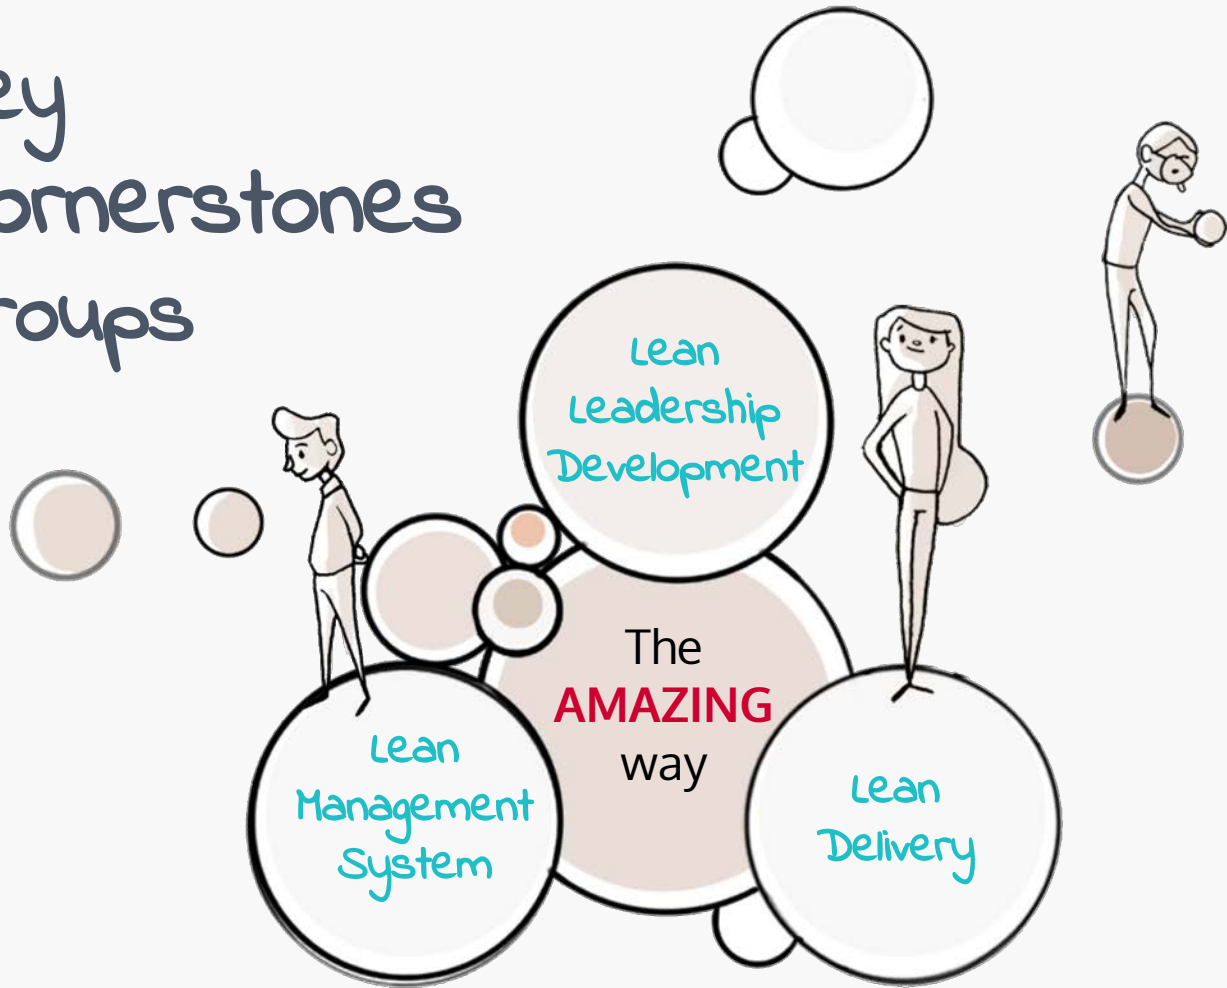 ey
ornerstones
roups
Lean
Leadership
Development
The
AMAZING
way
Lean
Management
System
Lean
Delivery